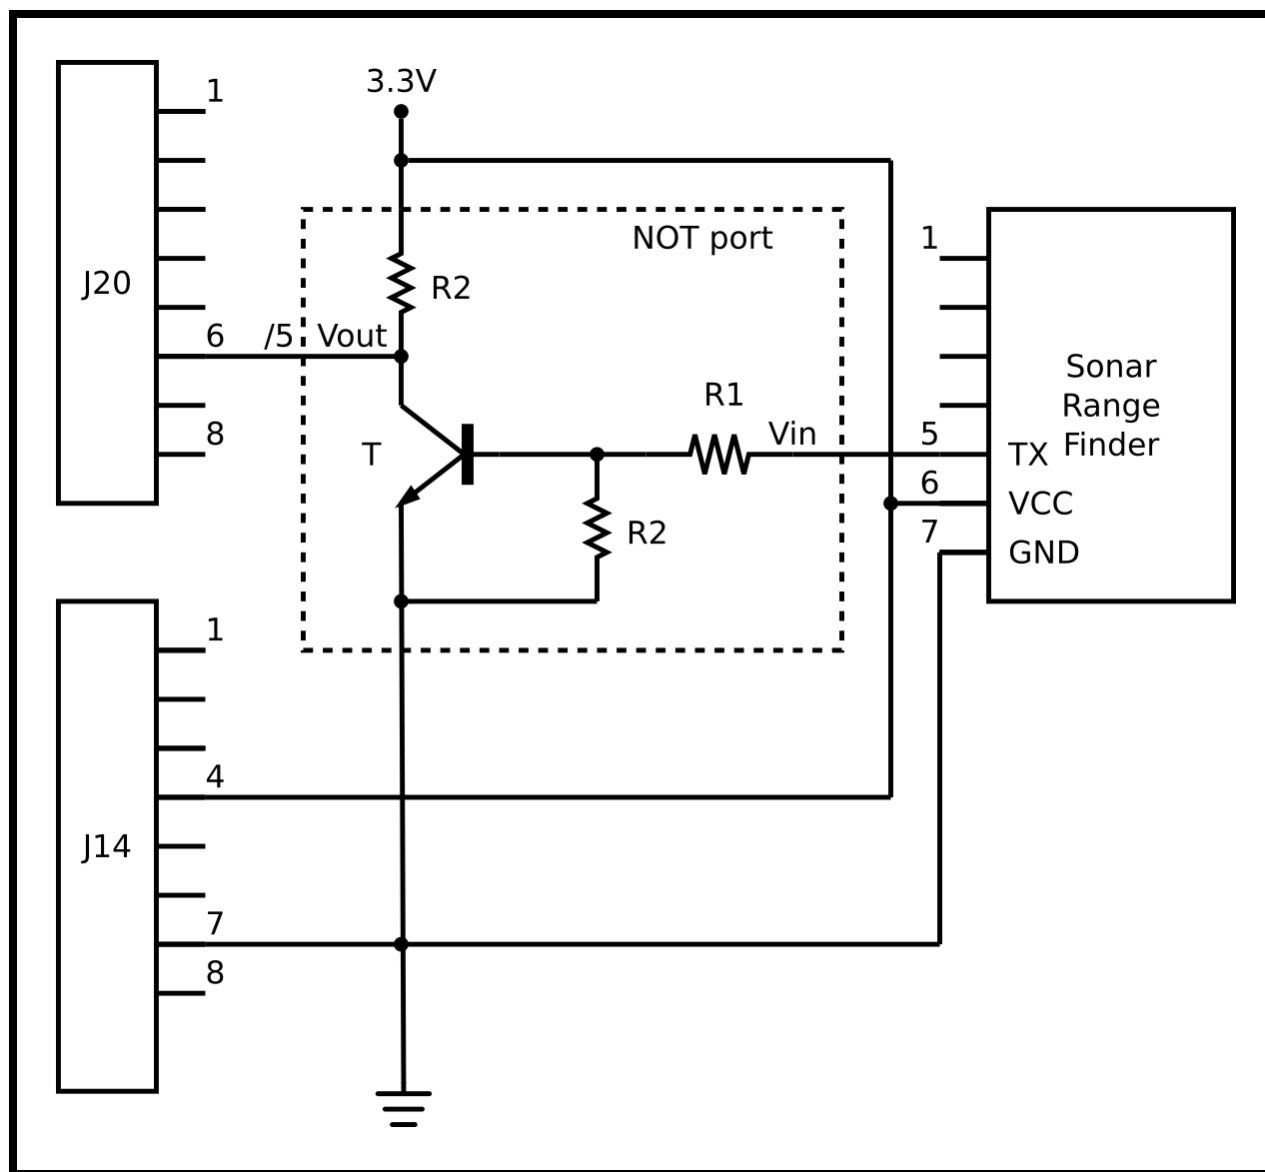 3.3V
1
NOT port
1
J20
R2
6
/5
Vout
Sonar
Range
Finder
R1
8
T
Vin
5
TX
6
VCC
R2
7
GND
1
4
J14
7
8